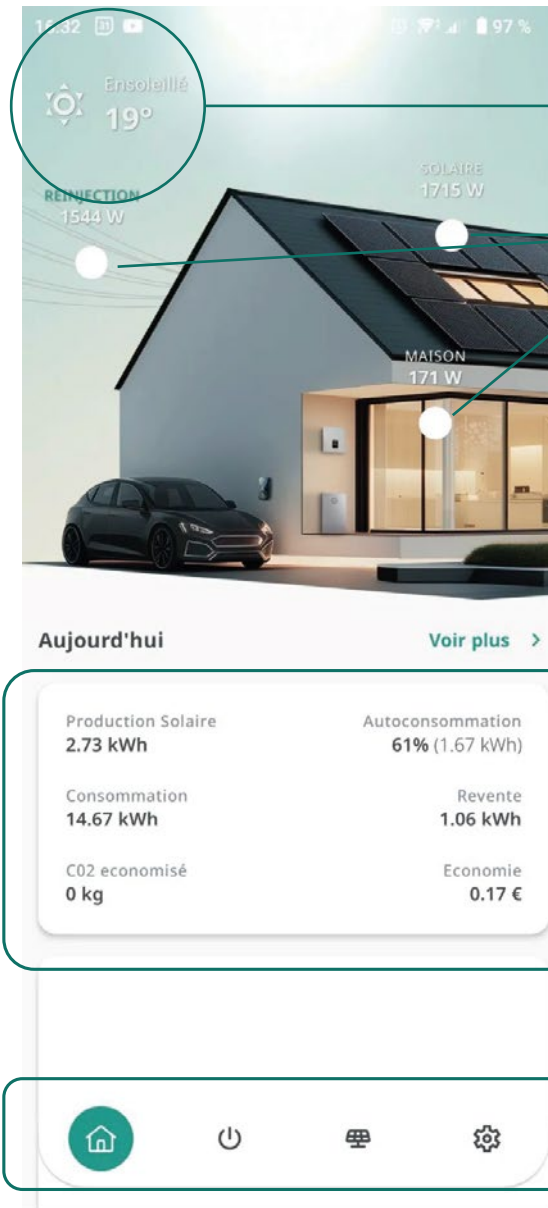 16:32 31 97 %
Ensoleillé
19°
SOLAIRE
1715 W
REINJECTION
1544 W
MAISON
171 W
Aujourd'hui
Voir plus >
Production Solaire
Autoconsommation
2.73 kWh
61% (1.67 kWh)
Consommation
Revente
14.67 kWh
1.06 kWh
C02 economisé
Economie
0 kg
0.17 €